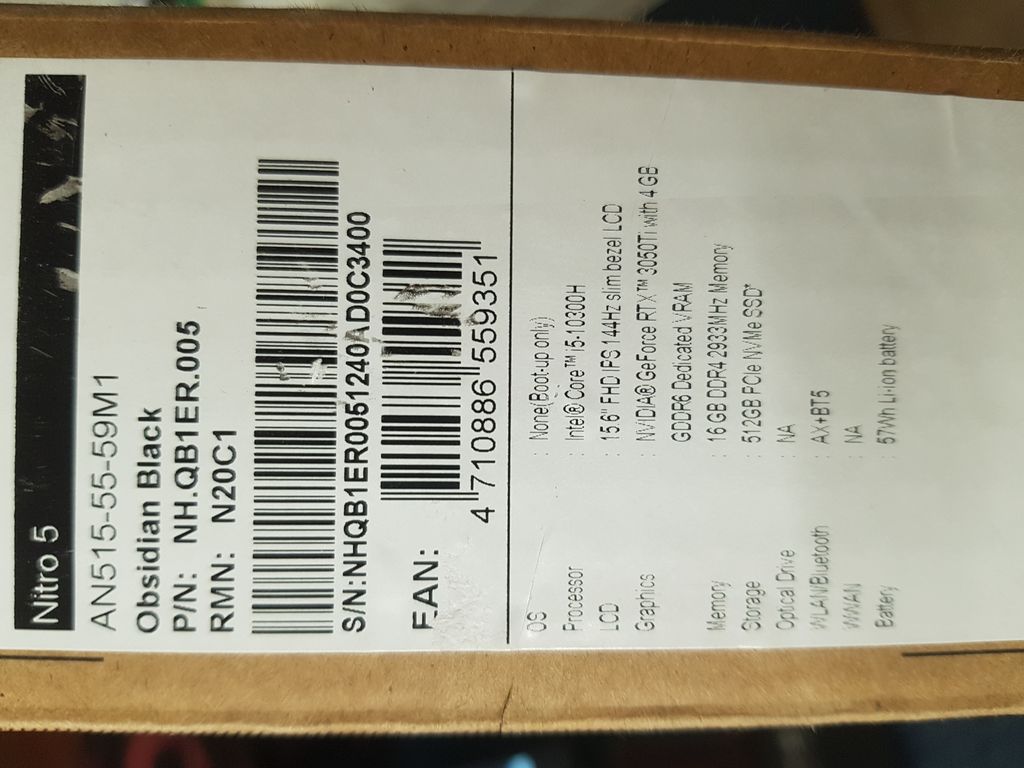 Nitro 5
AN515-55-59M1
Obsidian Black
P/N: NH.QB1ER.005
RMN: N20C1
S/N:NHQB1ER0051240AD0C3400
EAN:
4 710886 559351
OS : None(Boot-up only)
Processor : Intel® Core™ i5-10300H
LCD : 15.6" FHD IPS 144Hz slim bezel LCD
Graphics : NVIDIA® GeForce RTX™ 3050Ti with 4 GB
GDDR6 Dedicated VRAM
Memory : 16 GB DDR4 2933MHz Memory
Storage : 512GB PCIe NVMe SSD*
Optical Drive : NA
WLAN/Bluetooth : AX+BT5
WWAN : NA
Battery : 57Wh Li-ion battery